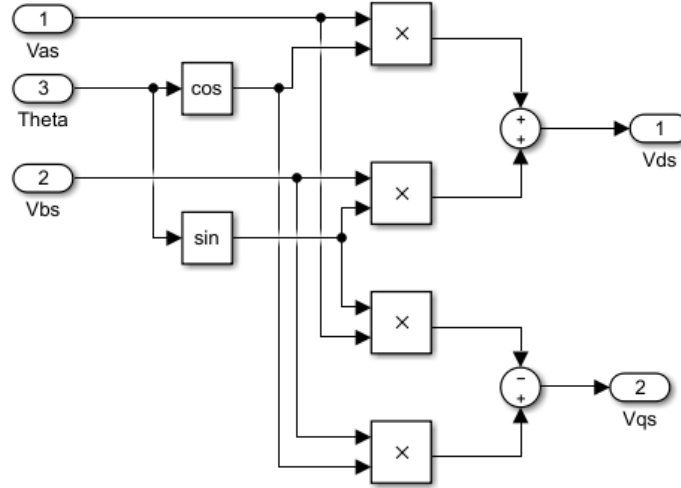 1
Vas
3
Theta
cos
2
Vbs
sin
×
×
×
×
+
+
1
Vds
−
+
2
Vqs